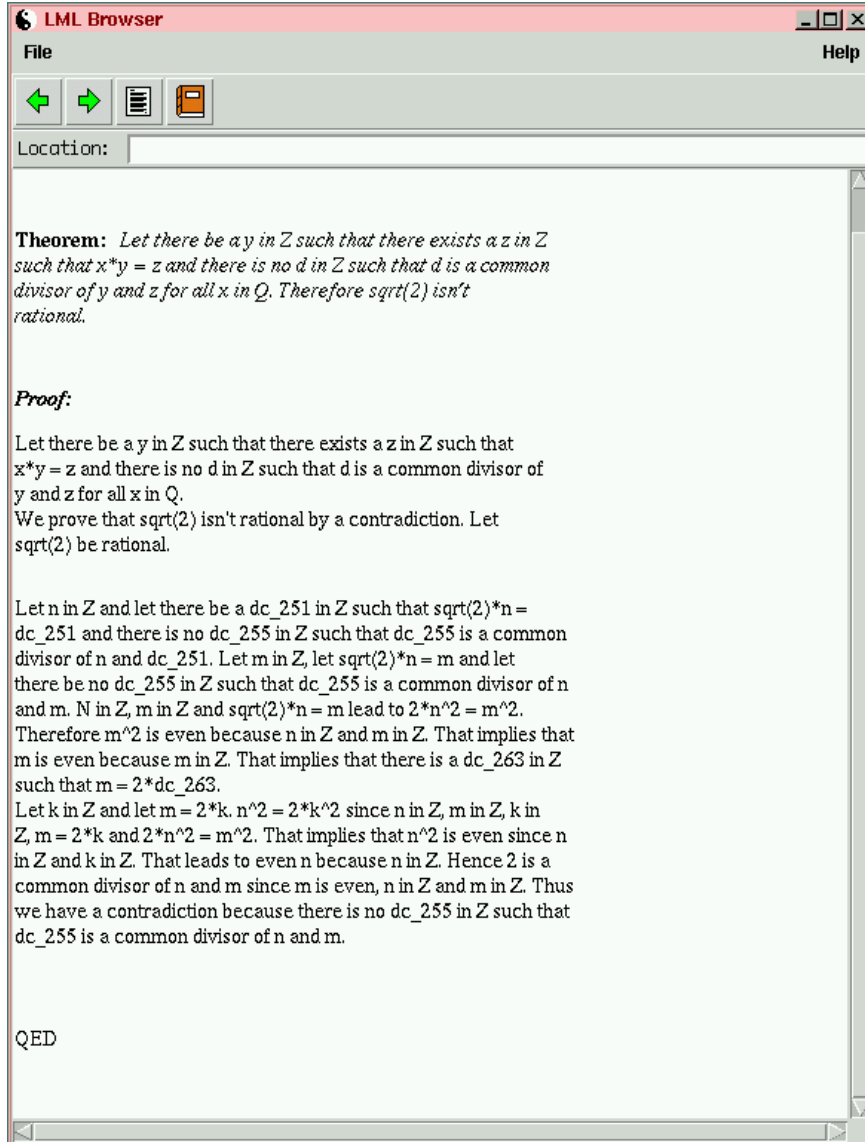 LML Browser
File Help
Location:
Theorem: Let there be a y in Z such that there exists a z in Z
such that x*y = z and there is no d in Z such that d is a common
divisor of y and z for all x in Q. Therefore sqrt(2) isn't
rational.
Proof:
Let there be a y in Z such that there exists a z in Z such that
x*y = z and there is no d in Z such that d is a common divisor of
y and z for all x in Q.
We prove that sqrt(2) isn't rational by a contradiction. Let
sqrt(2) be rational.
Let n in Z and let there be a dc_251 in Z such that sqrt(2)*n =
dc_251 and there is no dc_255 in Z such that dc_255 is a common
divisor of n and dc_251. Let m in Z, let sqrt(2)*n = m and let
there be no dc_255 in Z such that dc_255 is a common divisor of n
and m. N in Z, m in Z and sqrt(2)*n = m lead to 2*n^2 = m^2.
Therefore m^2 is even because n in Z and m in Z. That implies that
m is even because m in Z. That implies that there is a dc_263 in Z
such that m = 2*dc_263.
Let k in Z and let m = 2*k. n^2 = 2*k^2 since n in Z, m in Z, k in
Z, m = 2*k and 2*n^2 = m^2. That implies that n^2 is even since n
in Z and k in Z. That leads to even n because n in Z. Hence 2 is a
common divisor of n and m since m is even, n in Z and m in Z. Thus
we have a contradiction because there is no dc_255 in Z such that
dc_255 is a common divisor of n and m.
QED